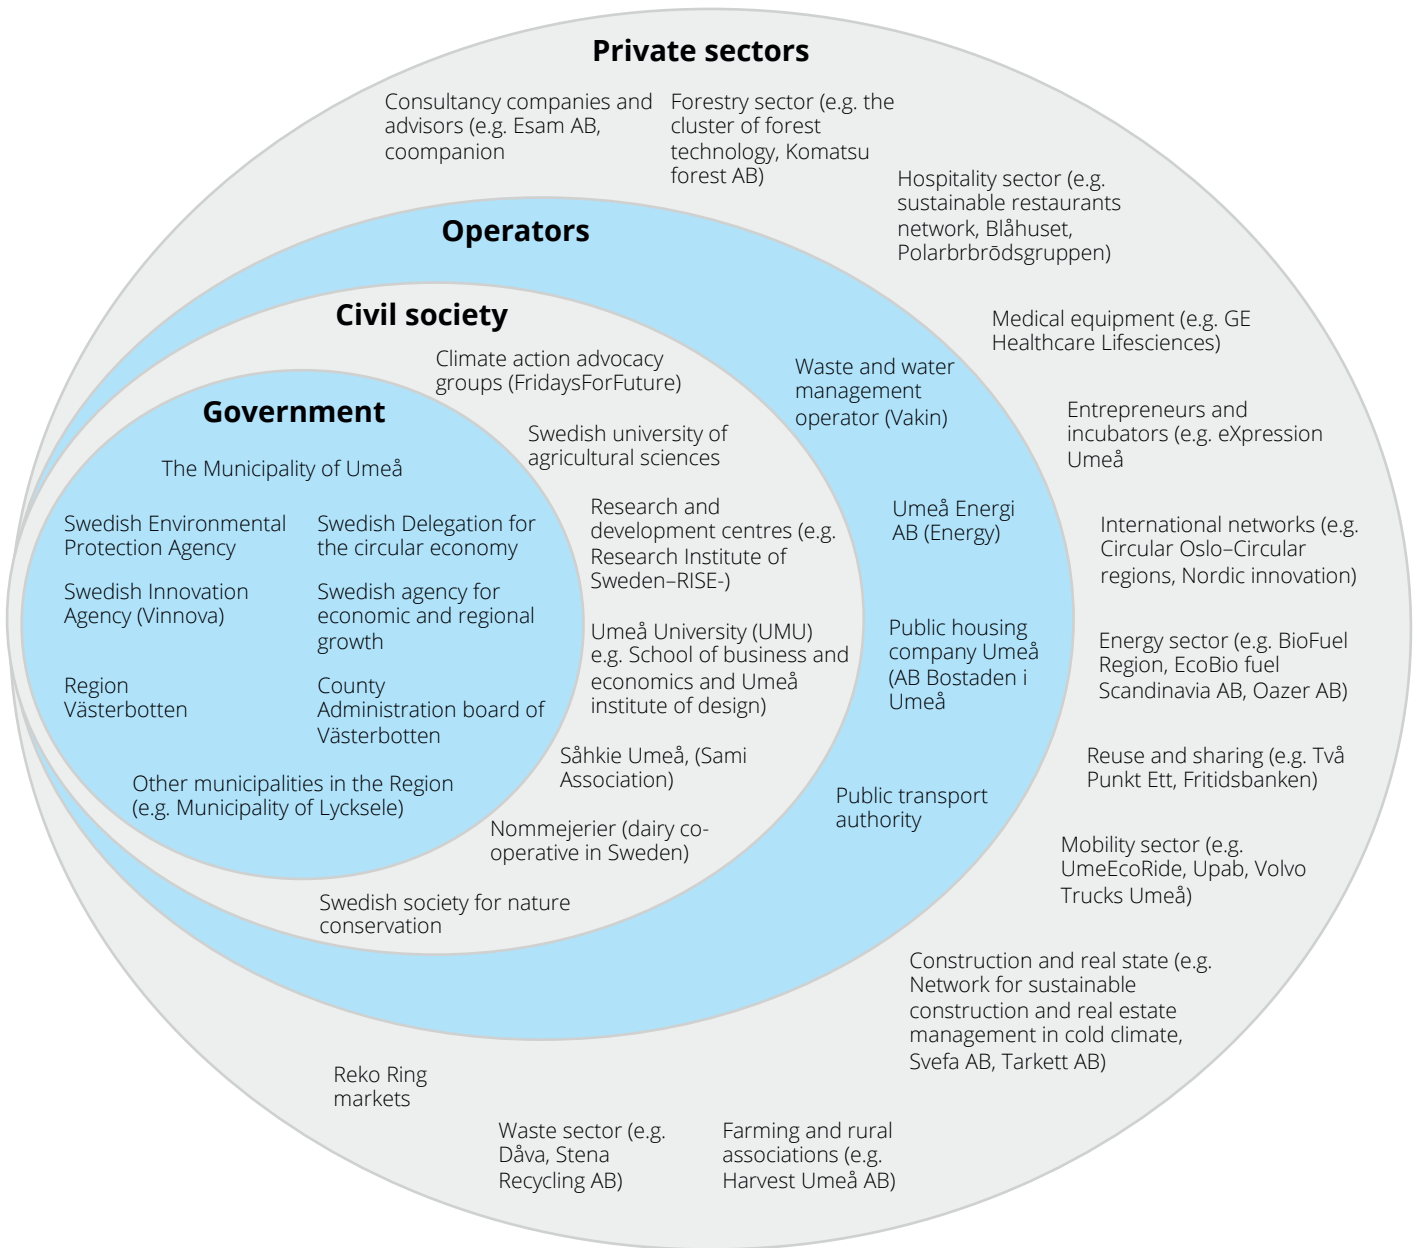 Private sectors
Consultancy companies and
advisors (e.g. Esam AB,
coompanion
Forestry sector (e.g. the
cluster of forest
technology, Komatsu
forest AB)
Hospitality sector (e.g.
sustainable restaurants
network, Blåhuset,
Polarbrbrōdsgruppen)
Medical equipment (e.g. GE
Healthcare Lifesciences)
Entrepreneurs and
incubators (e.g. eXpression
Umeå
International networks (e.g.
Circular Oslo–Circular
regions, Nordic innovation)
Energy sector (e.g. BioFuel
Region, EcoBio fuel
Scandinavia AB, Oazer AB)
Reuse and sharing (e.g. Två
Punkt Ett, Fritidsbanken)
Mobility sector (e.g.
UmeEcoRide, Upab, Volvo
Trucks Umeå)
Construction and real state (e.g.
Network for sustainable
construction and real estate
management in cold climate,
Svefa AB, Tarkett AB)
Farming and rural
associations (e.g.
Harvest Umeå AB)
Waste sector (e.g.
Dåva, Stena
Recycling AB)
Reko Ring
markets
Operators
Waste and water
management
operator (Vakin)
Umeå Energi
AB (Energy)
Public housing
company Umeå
(AB Bostaden i
Umeå
Public transport
authority
Civil society
Climate action advocacy
groups (FridaysForFuture)
Swedish university of
agricultural sciences
Research and
development centres (e.g.
Research Institute of
Sweden–RISE-)
Umeå University (UMU)
e.g. School of business and
economics and Umeå
institute of design)
Såhkie Umeå, (Sami
Association)
Nommejerier (dairy co-
operative in Sweden)
Swedish society for nature
conservation
Government
The Municipality of Umeå
Swedish Environmental
Protection Agency
Swedish Delegation for
the circular economy
Swedish Innovation
Agency (Vinnova)
Swedish agency for
economic and regional
growth
Region
Västerbotten
County
Administration board of
Västerbotten
Other municipalities in the Region
(e.g. Municipality of Lycksele)